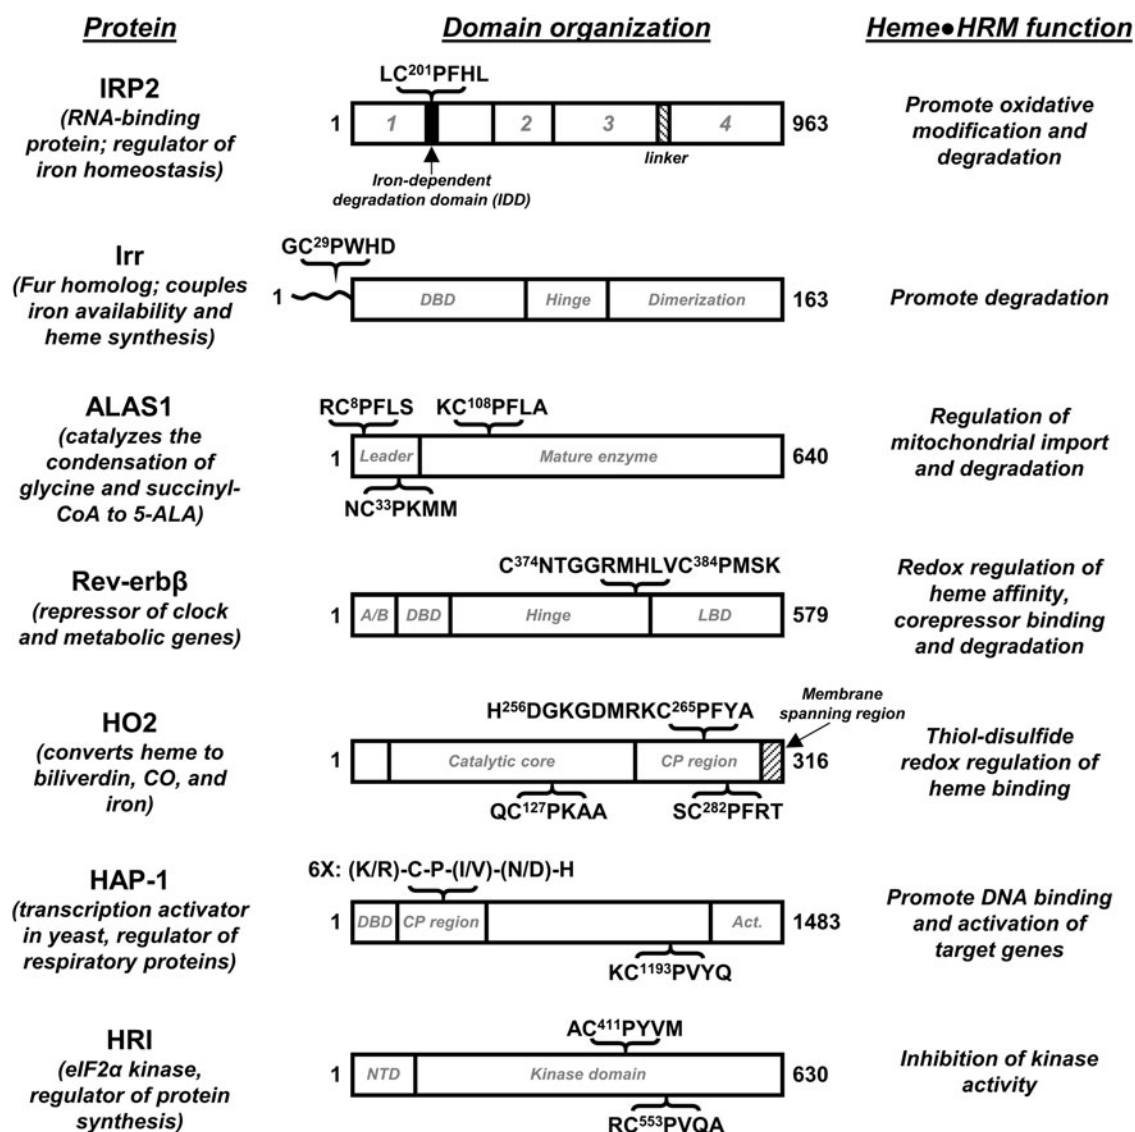 Protein
Domain organization
Heme●HRM function
IRP2
(RNA-binding
protein; regulator of
iron homeostasis)
LC²⁰¹PFHL
1
1
2
3
4
963
linker
Iron-dependent
degradation domain (IDD)
Promote oxidative
modification and
degradation
Irr
(Fur homolog; couples
iron availability and
heme synthesis)
GC²⁹PWHD
1
DBD
Hinge
Dimerization
163
Promote degradation
ALAS1
(catalyzes the
condensation of
glycine and succinyl-
CoA to 5-ALA)
RC⁸PFLS
KC¹⁰⁸PFLA
1
Leader
Mature enzyme
640
NC³³PKMM
Regulation of
mitochondrial import
and degradation
Rev-erbβ
(repressor of clock
and metabolic genes)
C³⁷⁴NTGGRMHLVC³⁸⁴PMSK
1
A/B
DBD
Hinge
LBD
579
Redox regulation of
heme affinity,
corepressor binding
and degradation
HO2
(converts heme to
biliverdin, CO, and
iron)
H²⁵⁶DGKGDMRKC²⁶⁵PFYA
Membrane
spanning region
1
Catalytic core
CP region
316
QC¹²⁷PKAA
SC²⁸²PFRT
Thiol-disulfide
redox regulation of
heme binding
HAP-1
(transcription activator
in yeast, regulator of
respiratory proteins)
6X: (K/R)-C-P-(I/V)-(N/D)-H
1
DBD
CP region
Act.
1483
KC¹¹⁹³PVYQ
Promote DNA binding
and activation of
target genes
HRI
(eIF2α kinase,
regulator of protein
synthesis)
AC⁴¹¹PYVM
1
NTD
Kinase domain
630
RC⁵⁵³PVQA
Inhibition of kinase
activity